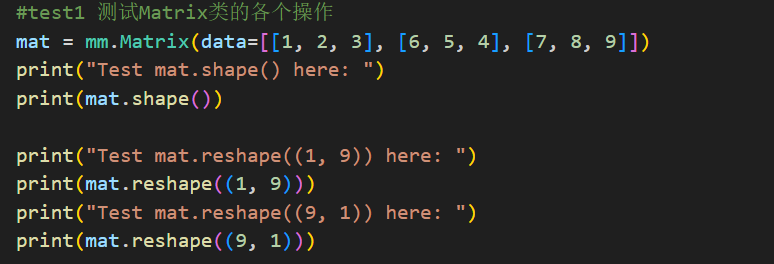 #test1 测试Matrix类的各个操作
mat = mm.Matrix(data=[[1, 2, 3], [6, 5, 4], [7, 8, 9]])
print("Test mat.shape() here: ")
print(mat.shape())
print("Test mat.reshape((1, 9)) here: ")
print(mat.reshape((1, 9)))
print("Test mat.reshape((9, 1)) here: ")
print(mat.reshape((9, 1)))